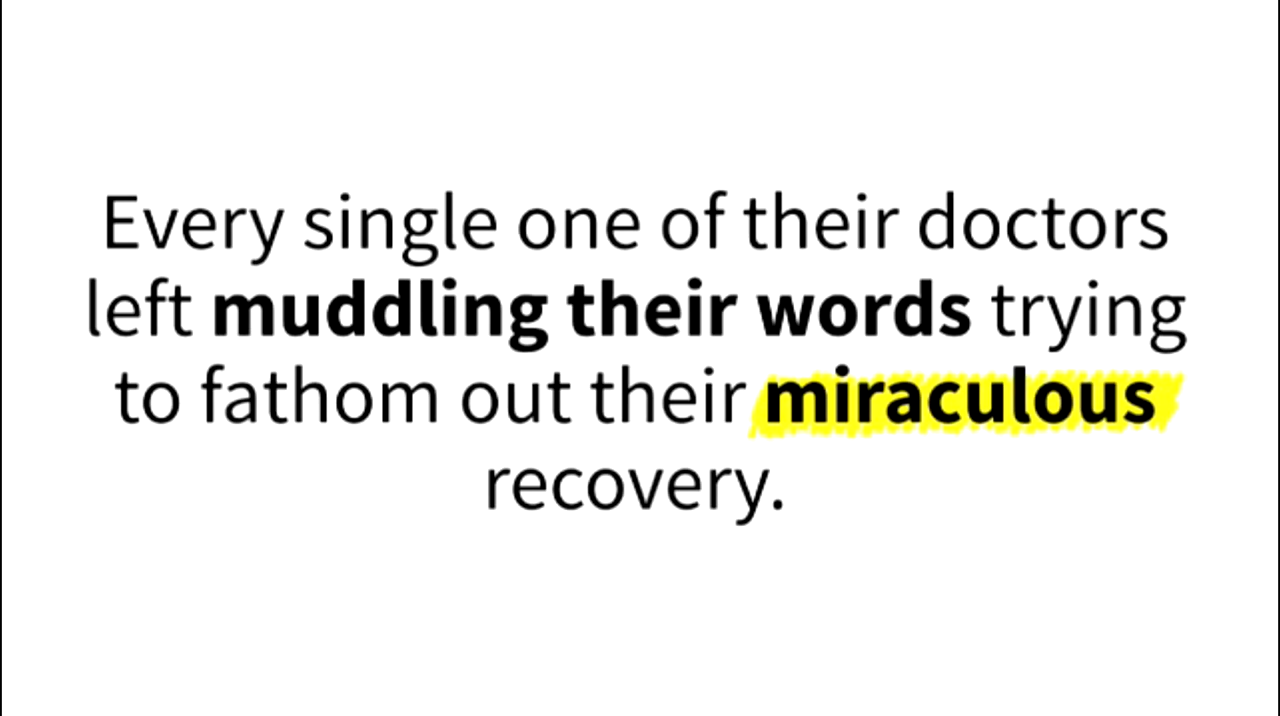 Every single one of their doctors
left muddling their words trying
to fathom out their miraculous
recovery.